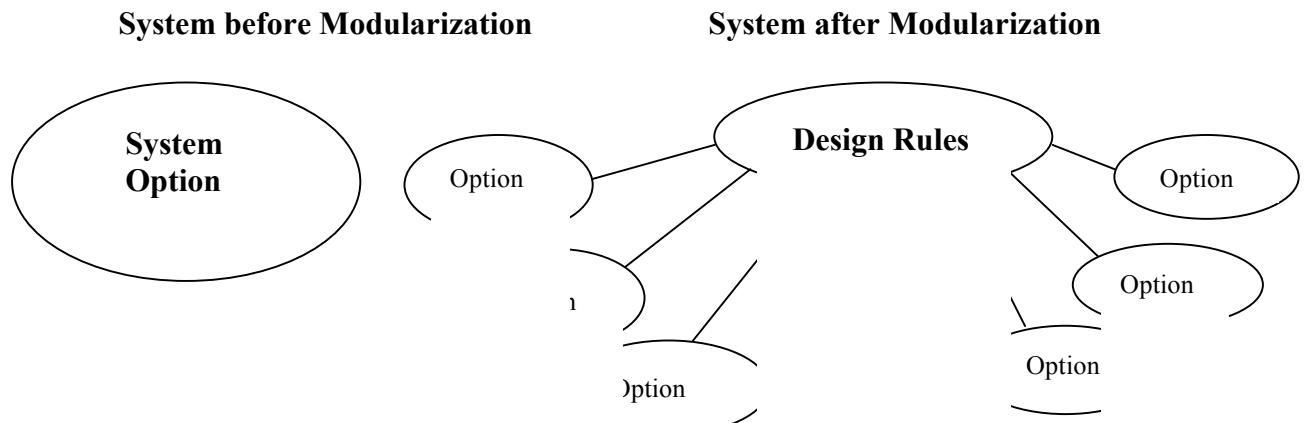 System before Modularization
System after Modularization
System
Option
Design Rules
Option
Option
Option
Option
Option